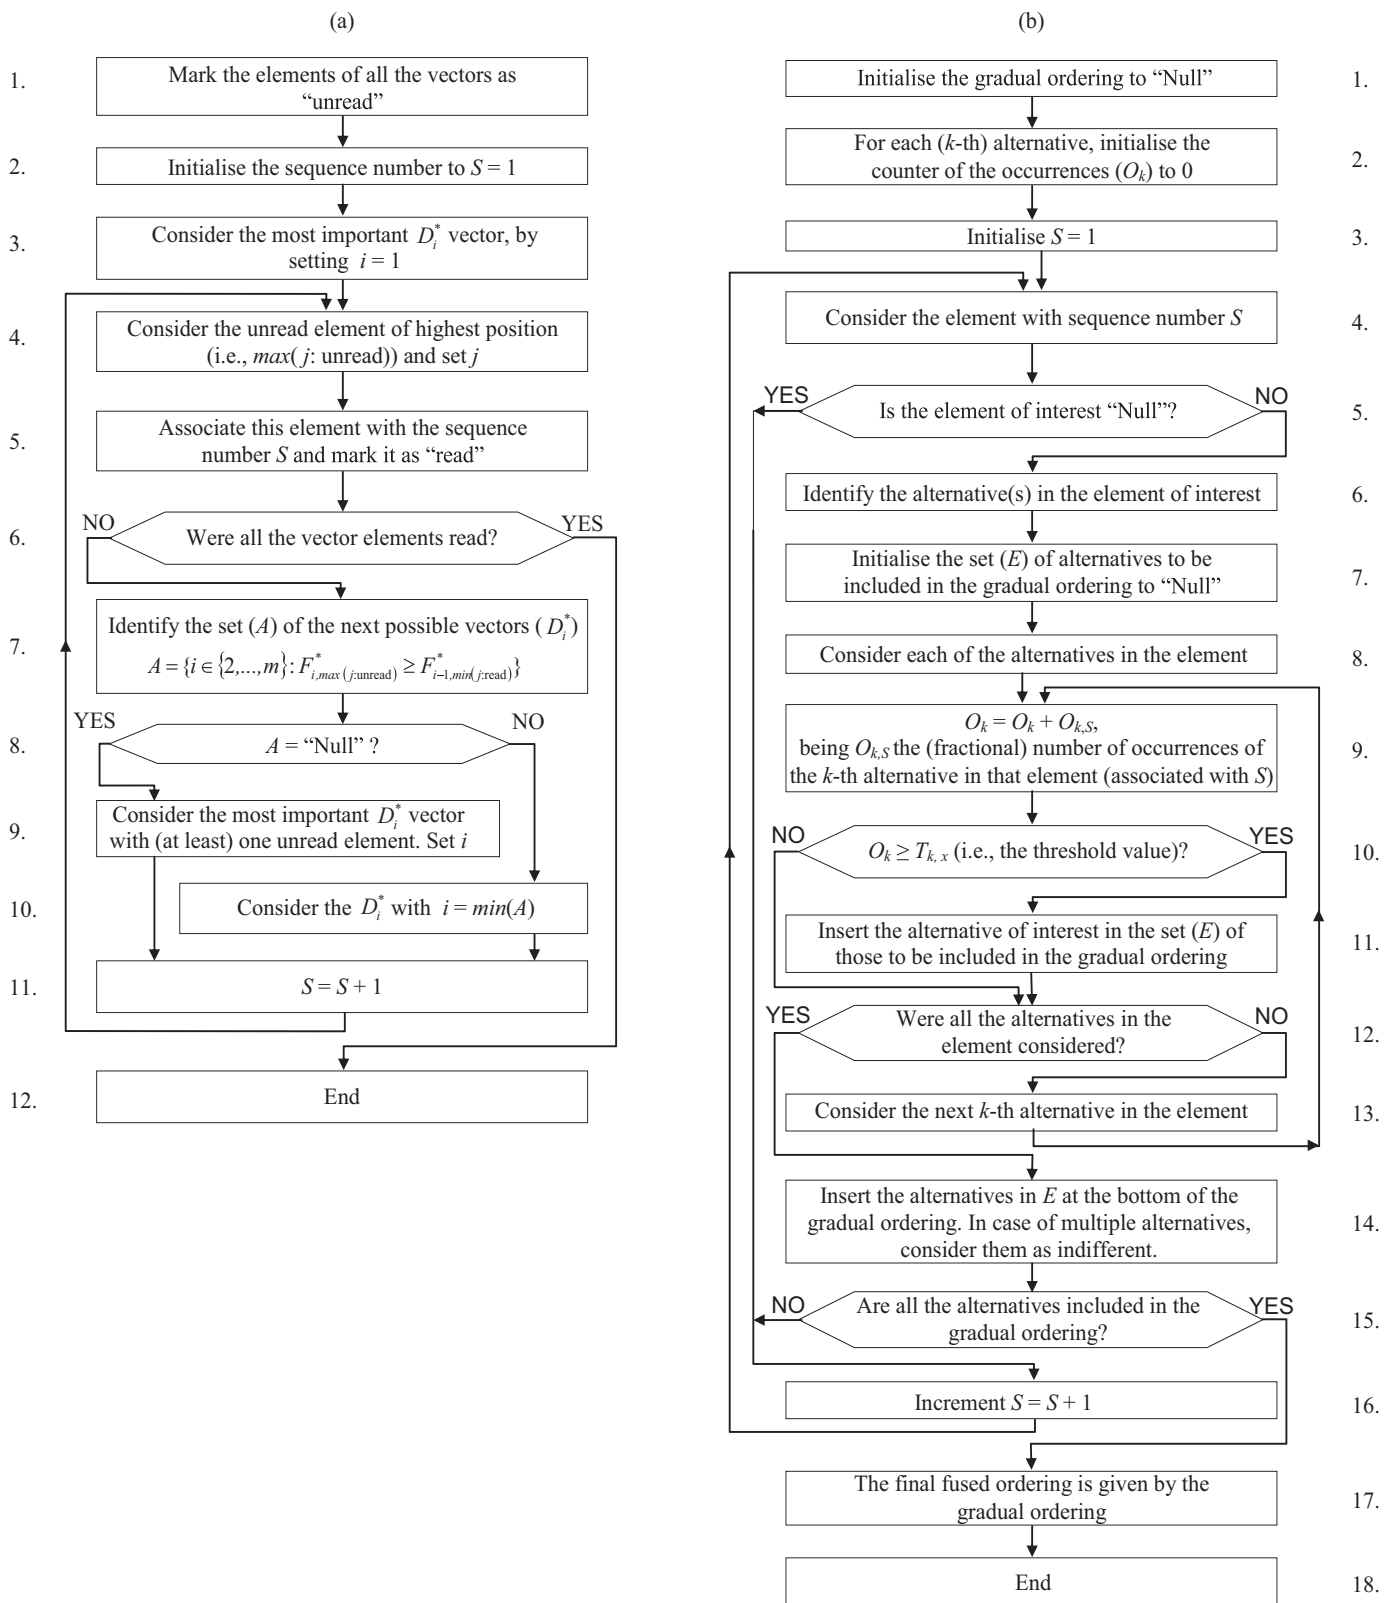 (a)
1.
Mark the elements of all the vectors as
“unread”
2.
Initialise the sequence number to S = 1
3.
Consider the most important D*i vector, by
setting i = 1
4.
Consider the unread element of highest position
(i.e., max(j: unread)) and set j
5.
Associate this element with the sequence
number S and mark it as “read”
6.
NO
Were all the vector elements read?
YES
7.
Identify the set (A) of the next possible vectors (D*i)
A = {i ∈ {2,...,m}: F*i,max(j:unread) ≥ F*i−1,min(j:read)}
8.
YES
A = “Null” ?
NO
9.
Consider the most important D*i vector
with (at least) one unread element. Set i
10.
Consider the D*i with i = min(A)
11.
S = S + 1
12.
End
(b)
Initialise the gradual ordering to “Null”
1.
For each (k-th) alternative, initialise the
counter of the occurrences (Ok) to 0
2.
Initialise S = 1
3.
Consider the element with sequence number S
4.
YES
Is the element of interest “Null”?
NO
5.
Identify the alternative(s) in the element of interest
6.
Initialise the set (E) of alternatives to be
included in the gradual ordering to “Null”
7.
Consider each of the alternatives in the element
8.
Ok = Ok + Ok,S,
being Ok,S the (fractional) number of occurrences of
the k-th alternative in that element (associated with S)
9.
NO
Ok ≥ Tk, x (i.e., the threshold value)?
YES
10.
Insert the alternative of interest in the set (E) of
those to be included in the gradual ordering
11.
YES
Were all the alternatives in the
element considered?
NO
12.
Consider the next k-th alternative in the element
13.
Insert the alternatives in E at the bottom of the
gradual ordering. In case of multiple alternatives,
consider them as indifferent.
14.
NO
Are all the alternatives included in the
gradual ordering?
YES
15.
Increment S = S + 1
16.
The final fused ordering is given by the
gradual ordering
17.
End
18.